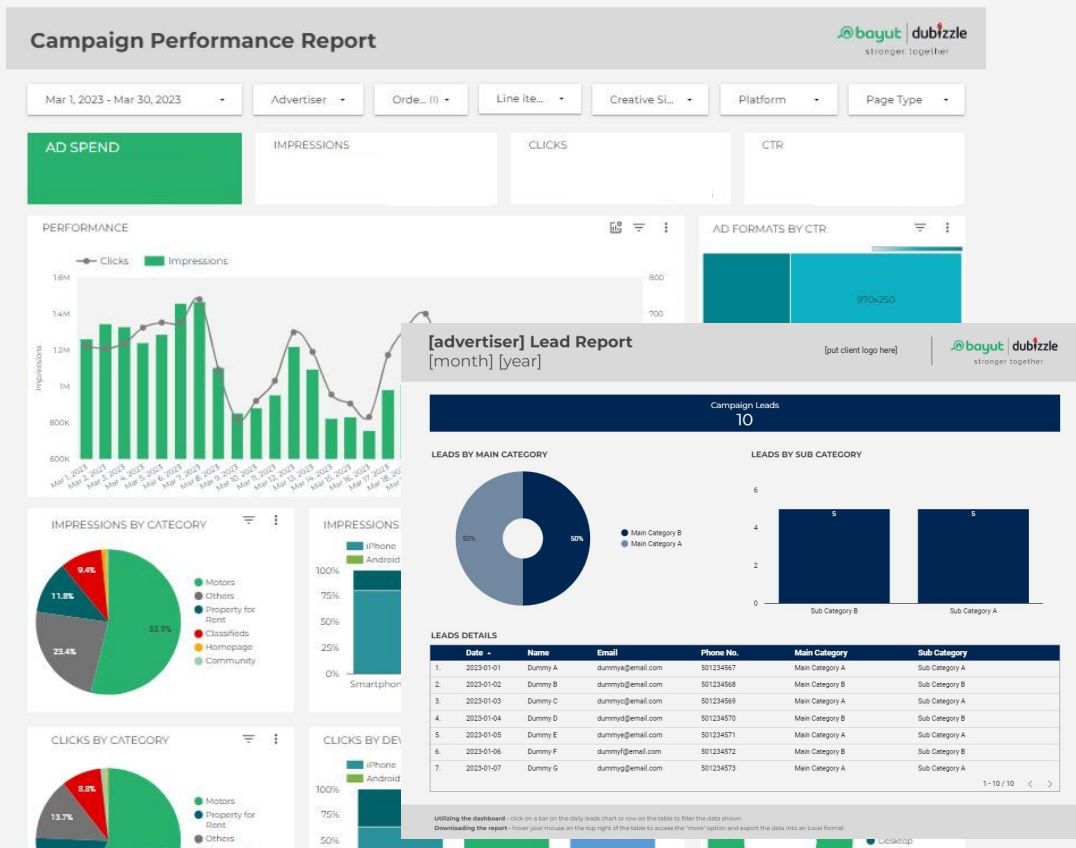 Campaign Performance Report
bayut | dubizzle
stronger together
Mar 1, 2023 - Mar 30, 2023
Advertiser
Orde... (1)
Line ite...
Creative Si...
Platform
Page Type
AD SPEND
IMPRESSIONS
CLICKS
CTR
PERFORMANCE
Clicks
Impressions
1.6M
1.4M
1.2M
1M
800K
600K
Impressions
800
700
Mar 1, 2023
Mar 2, 2023
Mar 3, 2023
Mar 4, 2023
Mar 5, 2023
Mar 6, 2023
Mar 7, 2023
Mar 8, 2023
Mar 9, 2023
Mar 10, 2023
Mar 11, 2023
Mar 12, 2023
Mar 13, 2023
Mar 14, 2023
Mar 15, 2023
Mar 16, 2023
Mar 17, 2023
Mar 18, 20
AD FORMATS BY CTR
970x250
IMPRESSIONS BY CATEGORY
9.4%
11.8%
23.4%
Motors
Others
Property for
Rent
Classifieds
Homepage
Community
IMPRESSIONS
iPhone
Android
100%
75%
50%
25%
0%
Smartphon
CLICKS BY CATEGORY
8.8%
13.7%
Motors
Property for
Rent
Others
CLICKS BY DEV
iPhone
Android
100%
75%
50%
Desktop
[advertiser] Lead Report
[month] [year]
[put client logo here]
bayut | dubizzle
stronger together
Campaign Leads
10
LEADS BY MAIN CATEGORY
50%
50%
Main Category B
Main Category A
LEADS BY SUB CATEGORY
6
4
2
0
5
5
Sub Category B
Sub Category A
LEADS DETAILS
Date Name Email Phone No. Main Category Sub Category
1. 2023-01-01 Dummy A dummya@email.com 501234567 Main Category A Sub Category A
2. 2023-01-02 Dummy B dummyb@email.com 501234568 Main Category B Sub Category B
3. 2023-01-03 Dummy C dummyc@email.com 501234569 Main Category A Sub Category A
4. 2023-01-04 Dummy D dummyd@email.com 501234570 Main Category B Sub Category B
5. 2023-01-05 Dummy E dummye@email.com 501234571 Main Category A Sub Category A
6. 2023-01-06 Dummy F dummyf@email.com 501234572 Main Category B Sub Category B
7. 2023-01-07 Dummy G dummyg@email.com 501234573 Main Category A Sub Category A
1 - 10 / 10
Utilizing the dashboard - click on a bar on the daily leads chart or row on the table to filter the data shown
Downloading the report - hover your mouse on the top right of the table to access the "more" option and export the data into an Excel format